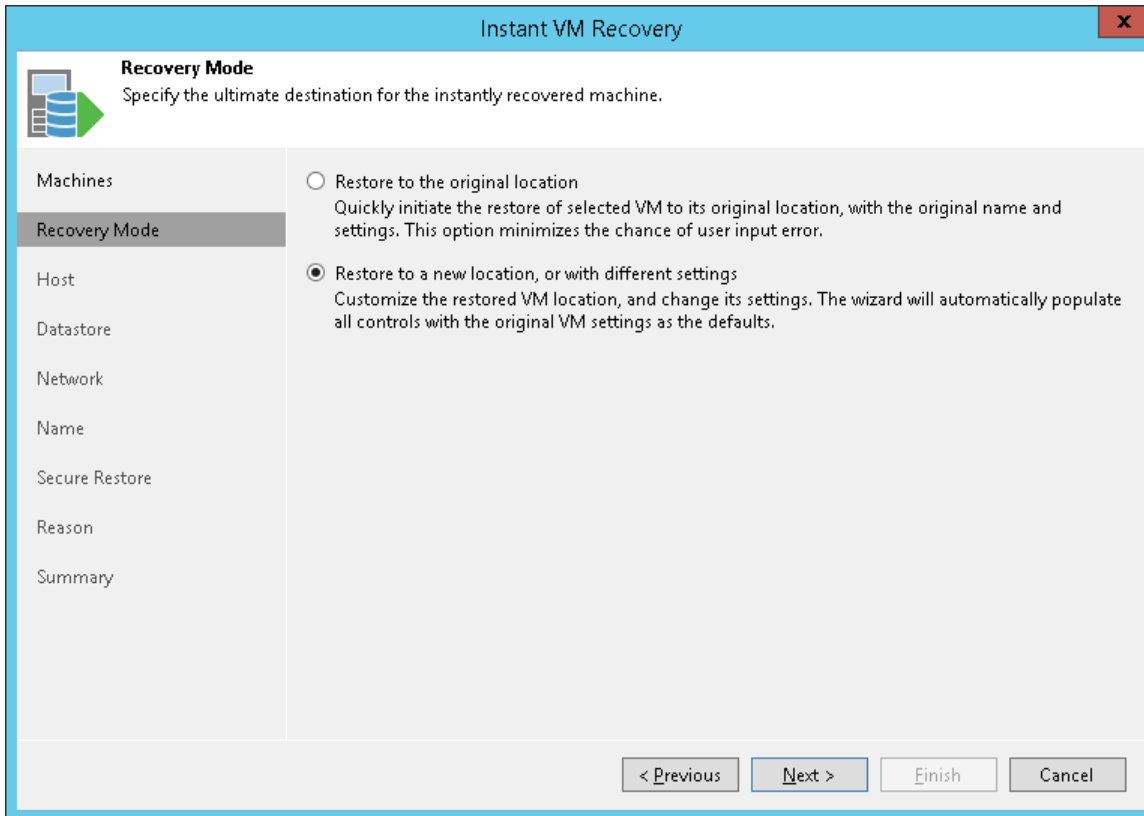 Instant VM Recovery
x
Recovery Mode
Specify the ultimate destination for the instantly recovered machine.
Machines
Recovery Mode
Host
Datastore
Network
Name
Secure Restore
Reason
Summary
Restore to the original location
Quickly initiate the restore of selected VM to its original location, with the original name and
settings. This option minimizes the chance of user input error.
Restore to a new location, or with different settings
Customize the restored VM location, and change its settings. The wizard will automatically populate
all controls with the original VM settings as the defaults.
< Previous
Next >
Finish
Cancel